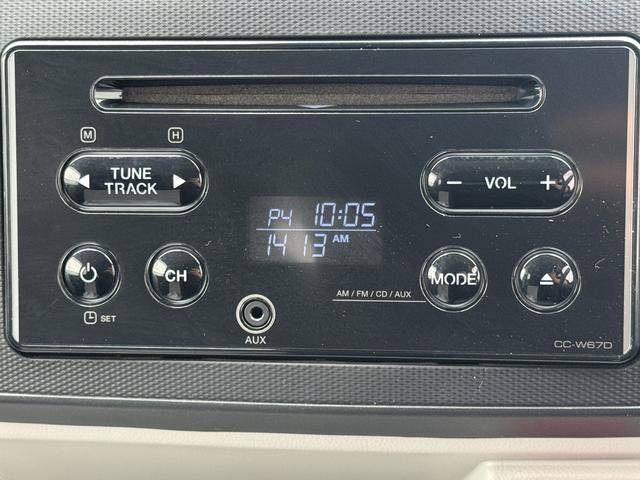 M H
TUNE
TRACK
- VOL +
P4 10:05
1413 AM
CH
MODE
AM / FM / CD / AUX
SET
AUX
CC-W67D